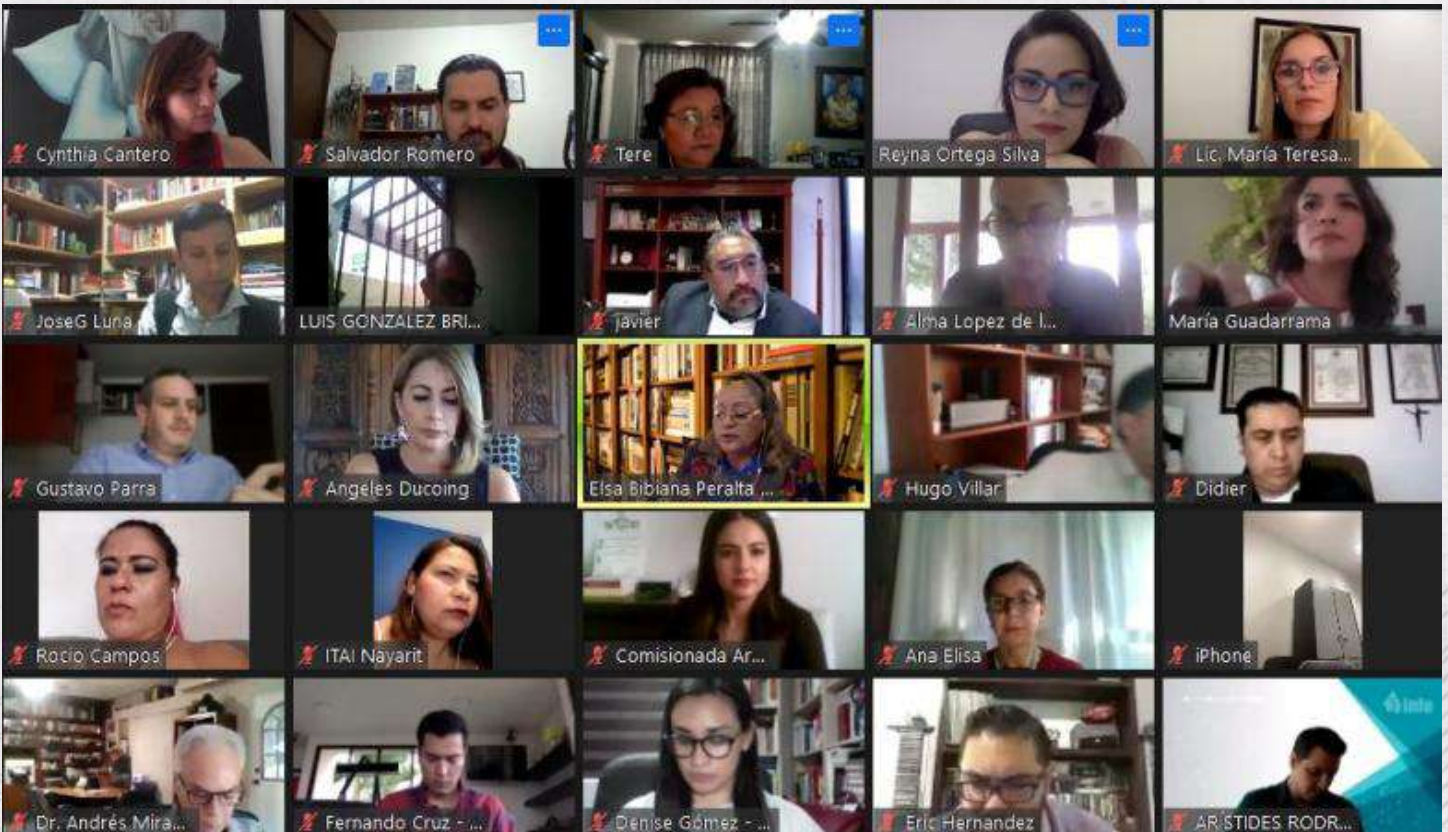 Cynthia Cantero
Salvador Romero
Tere
Reyna Ortega Silva
Lic. María Teresa...
JoseG Luna
LUIS GONZALEZ BRI...
javier
Alma Lopez de l...
María Guadarrama
Gustavo Parra
Angeles Ducoing
Elsa Bibiana Peralta ...
Hugo Villar
Didier
Rocio Campos
ITAI Nayarit
Comisionada Ar...
Ana Elisa
iPhone
info
Dr. Andrés Mira...
Fernando Cruz - ...
Denise Gómez - ...
Eric Hernandez
ARISTIDES RODR...